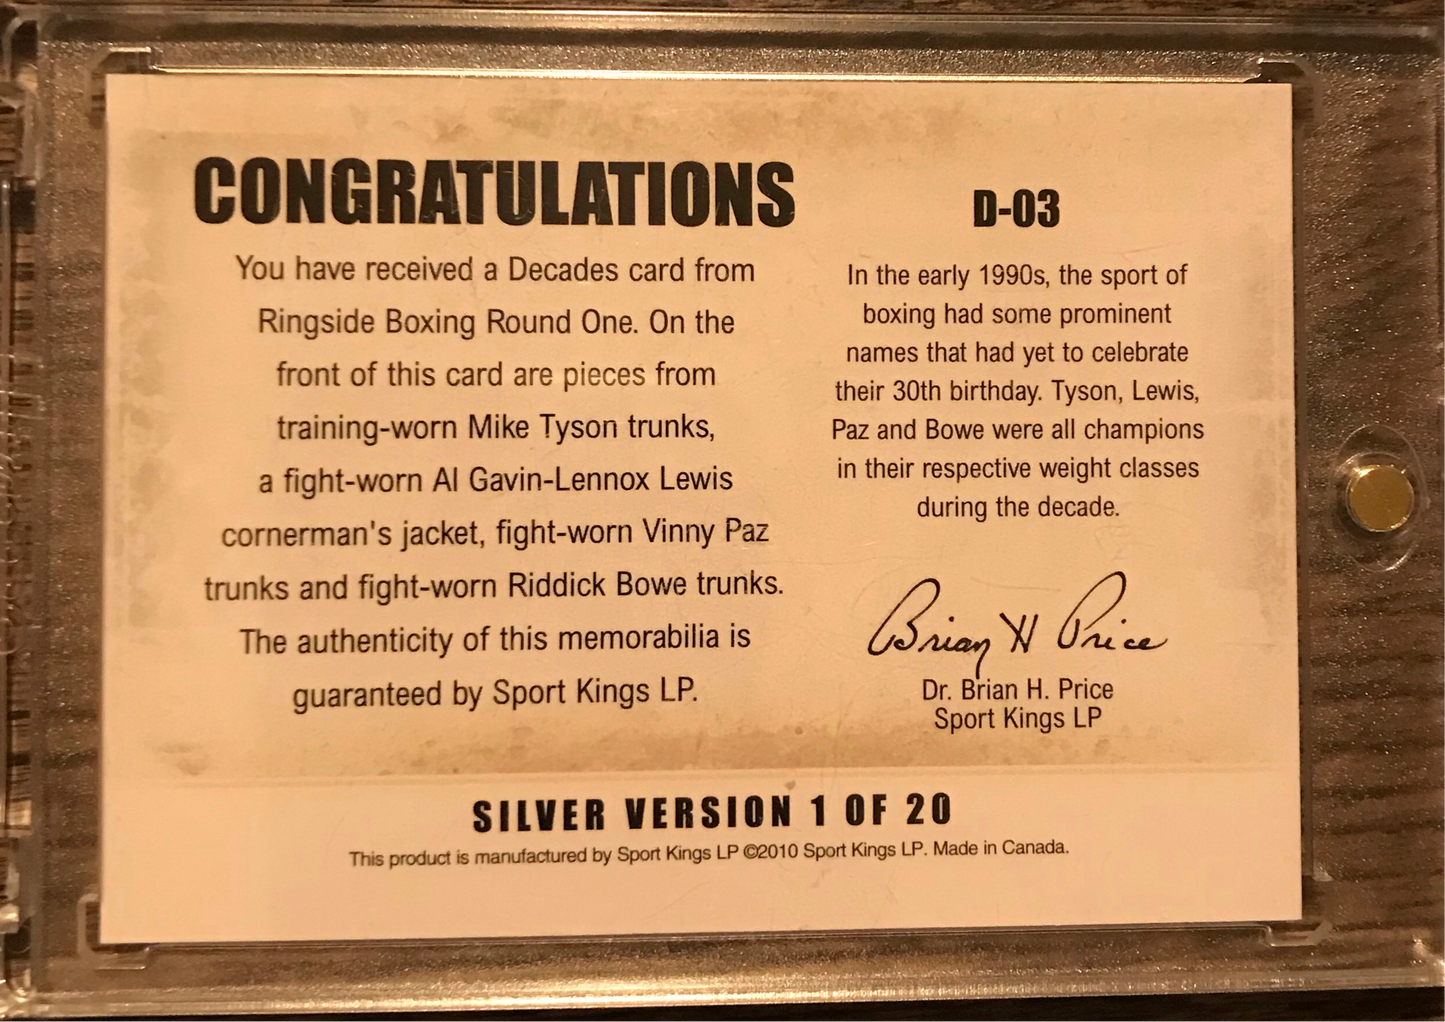 CONGRATULATIONS
You have received a Decades card from
Ringside Boxing Round One. On the
front of this card are pieces from
training-worn Mike Tyson trunks,
a fight-worn Al Gavin-Lennox Lewis
cornerman's jacket, fight-worn Vinny Paz
trunks and fight-worn Riddick Bowe trunks.
The authenticity of this memorabilia is
guaranteed by Sport Kings LP.
D-03
In the early 1990s, the sport of
boxing had some prominent
names that had yet to celebrate
their 30th birthday. Tyson, Lewis,
Paz and Bowe were all champions
in their respective weight classes
during the decade.
Brian H Price
Dr. Brian H. Price
Sport Kings LP
SILVER VERSION 1 OF 20
This product is manufactured by Sport Kings LP ©2010 Sport Kings LP. Made in Canada.